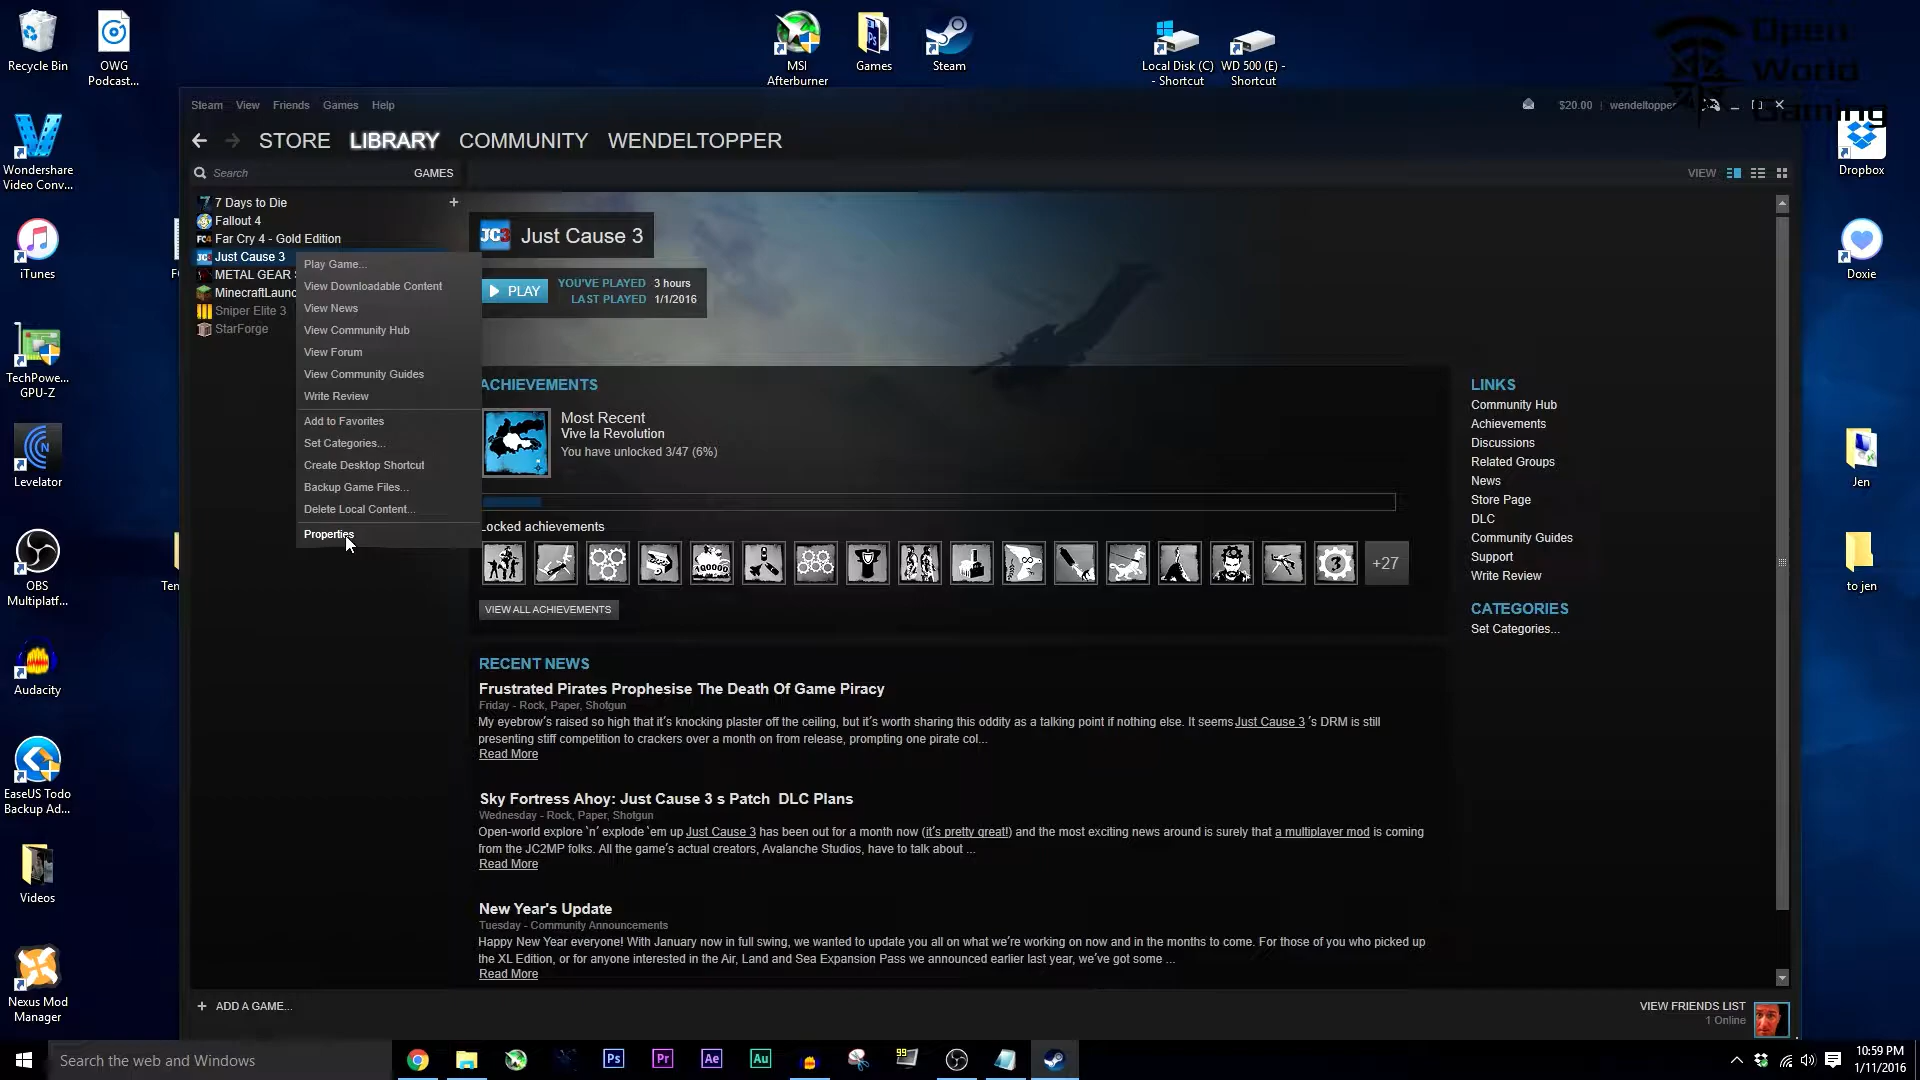 Recycle Bin
OWG
Podcast...
MSI
Afterburner
Games
Steam
Local Disk (C)
- Shortcut
WD 500 (E) -
Shortcut
Open
World
Gaming
Wondershare
Video Conv...
iTunes
TechPowe...
GPU-Z
Levelator
OBS
Multiplatf...
Audacity
EaseUS Todo
Backup Ad...
Videos
Nexus Mod
Manager
Dropbox
Doxie
Jen
to jen
Steam View Friends Games Help
$20.00 | wendeltopper
STORE LIBRARY COMMUNITY WENDELTOPPER
Search GAMES
VIEW
7 Days to Die +
Fallout 4
FC4 Far Cry 4 - Gold Edition
JC3 Just Cause 3
METAL GEAR
MinecraftLaunc
Sniper Elite 3
StarForge
Play Game...
View Downloadable Content
View News
View Community Hub
View Forum
View Community Guides
Write Review
Add to Favorites
Set Categories...
Create Desktop Shortcut
Backup Game Files...
Delete Local Content...
Properties
JC3 Just Cause 3
PLAY
YOU'VE PLAYED 3 hours
LAST PLAYED 1/1/2016
ACHIEVEMENTS
Most Recent
Vive la Revolution
You have unlocked 3/47 (6%)
Locked achievements
+27
VIEW ALL ACHIEVEMENTS
LINKS
Community Hub
Achievements
Discussions
Related Groups
News
Store Page
DLC
Community Guides
Support
Write Review
CATEGORIES
Set Categories...
RECENT NEWS
Frustrated Pirates Prophesise The Death Of Game Piracy
Friday - Rock, Paper, Shotgun
My eyebrow's raised so high that it's knocking plaster off the ceiling, but it's worth sharing this oddity as a talking point if nothing else. It seems Just Cause 3 's DRM is still
presenting stiff competition to crackers over a month on from release, prompting one pirate col...
Read More
Sky Fortress Ahoy: Just Cause 3 s Patch DLC Plans
Wednesday - Rock, Paper, Shotgun
Open-world explore 'n' explode 'em up Just Cause 3 has been out for a month now (it's pretty great!) and the most exciting news around is surely that a multiplayer mod is coming
from the JC2MP folks. All the game's actual creators, Avalanche Studios, have to talk about ...
Read More
New Year's Update
Tuesday - Community Announcements
Happy New Year everyone! With January now in full swing, we wanted to update you all on what we're working on now and in the months to come. For those of you who picked up
the XL Edition, or for anyone interested in the Air, Land and Sea Expansion Pass we announced earlier last year, we've got some ...
Read More
+ ADD A GAME...
VIEW FRIENDS LIST
1 Online
Search the web and Windows
Ps Pr Ae Au
99
10:59 PM
1/11/2016